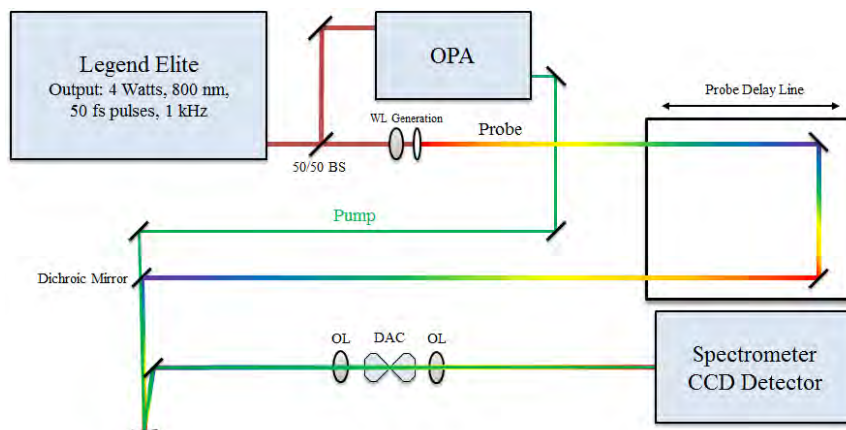 Legend Elite
Output: 4 Watts, 800 nm,
50 fs pulses, 1 kHz
OPA
50/50 BS
WL Generation
Probe
Probe Delay Line
Pump
Dichroic Mirror
OL
DAC
OL
Spectrometer
CCD Detector